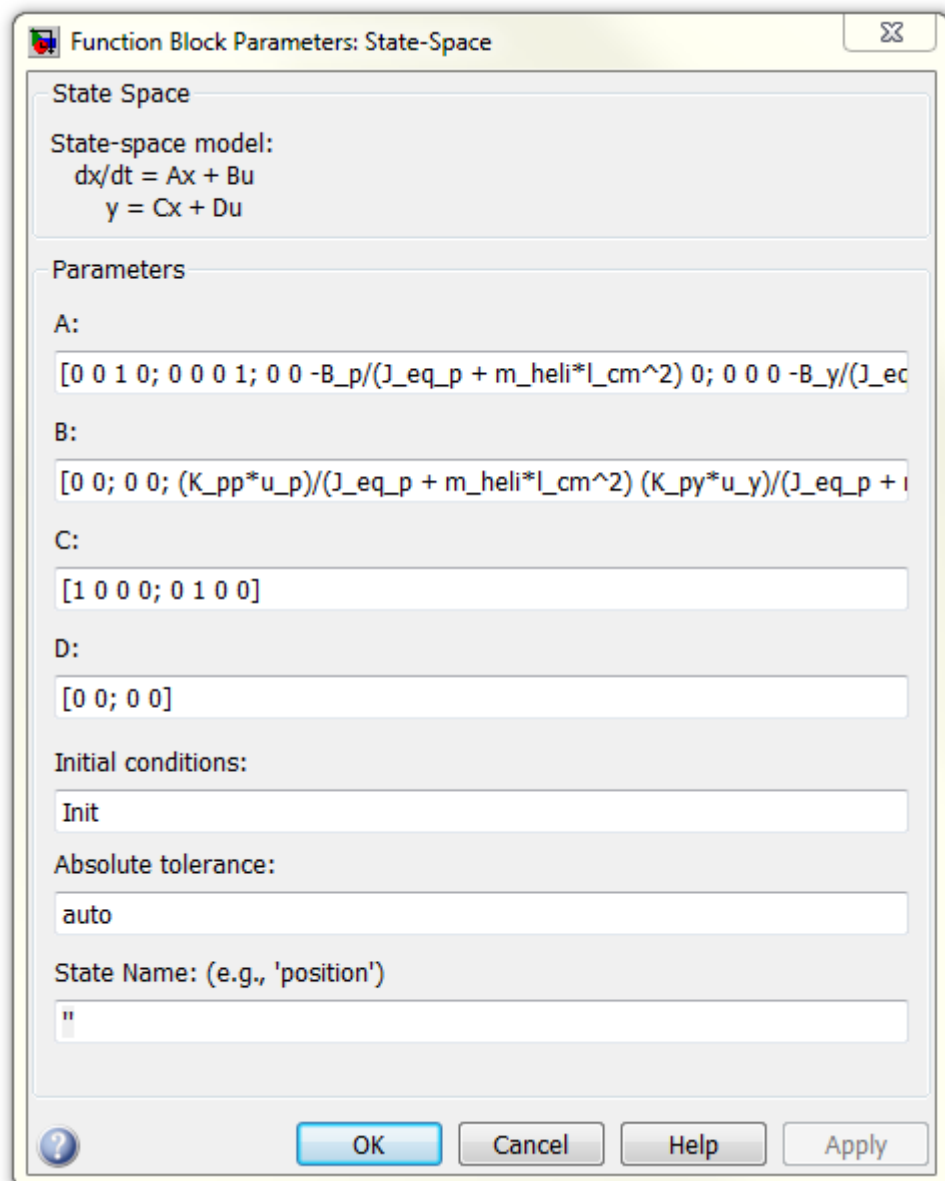 Function Block Parameters: State-Space
State Space
State-space model:
dx/dt = Ax + Bu
y = Cx + Du
Parameters
A:
[0 0 1 0; 0 0 0 1; 0 0 -B_p/(J_eq_p + m_heli*l_cm^2) 0; 0 0 0 -B_y/(J_eq
B:
[0 0; 0 0; (K_pp*u_p)/(J_eq_p + m_heli*l_cm^2) (K_py*u_y)/(J_eq_p +
C:
[1 0 0 0; 0 1 0 0]
D:
[0 0; 0 0]
Initial conditions:
Init
Absolute tolerance:
auto
State Name: (e.g., 'position')
''
OK Cancel Help Apply